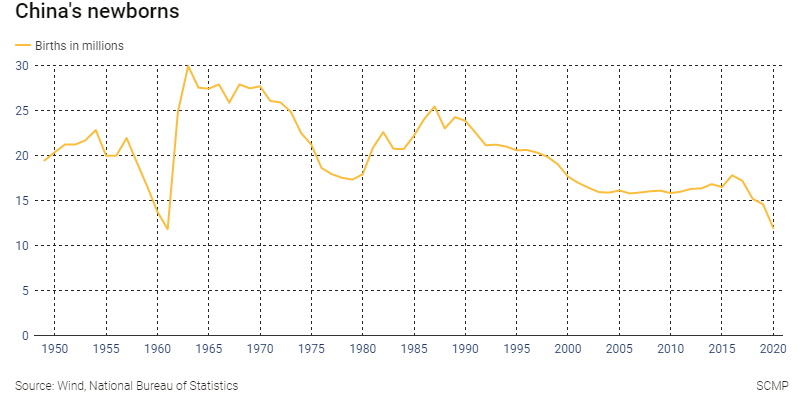 China's newborns
Births in millions
30
25
20
15
10
5
0
1950 1955 1960 1965 1970 1975 1980 1985 1990 1995 2000 2005 2010 2015 2020
Source: Wind, National Bureau of Statistics SCMP